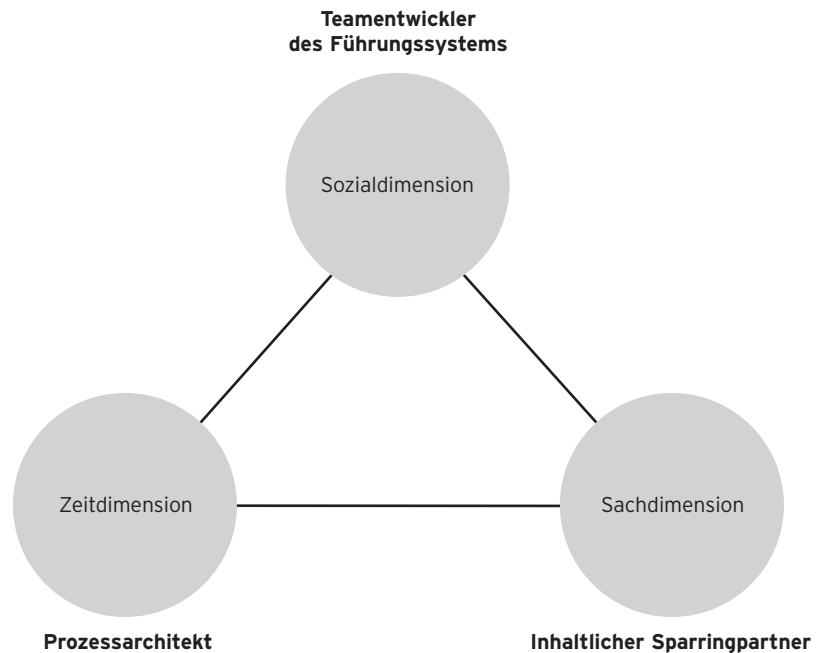 Teamentwickler
des Führungssystems
Sozialdimension
Zeitdimension
Sachdimension
Prozessarchitekt
Inhaltlicher Sparringpartner